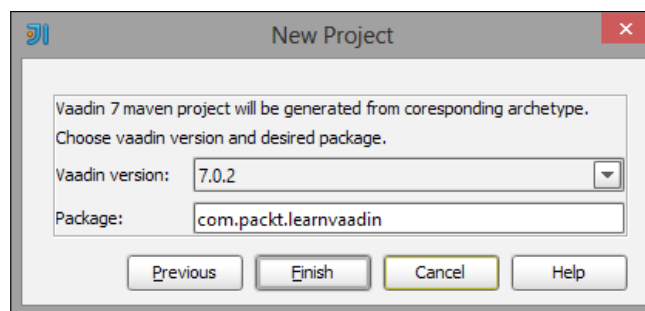 New Project
Vaadin 7 maven project will be generated from coresponding archetype.
Choose vaadin version and desired package.
Vaadin version: 7.0.2
Package: com.packt.learnvaadin
Previous Finish Cancel Help